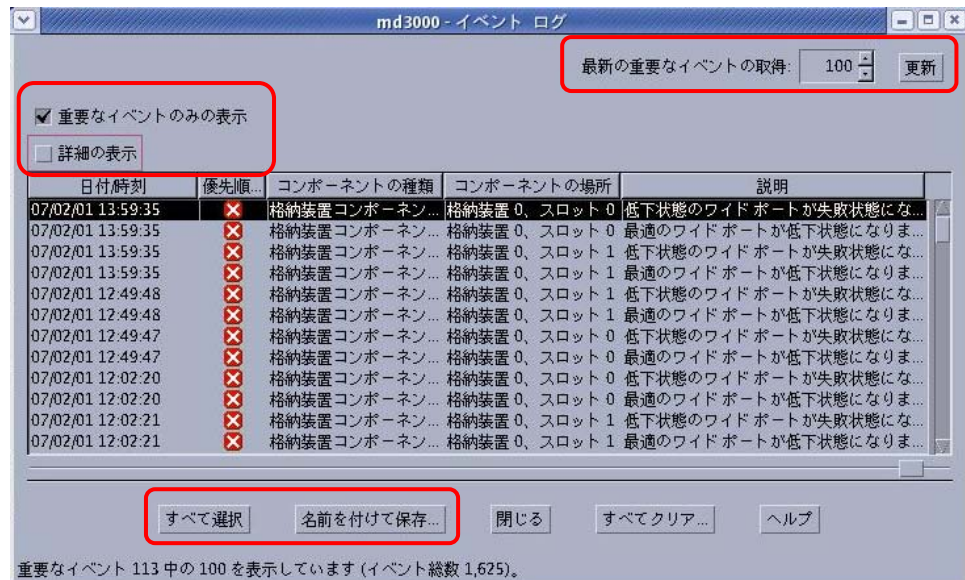 md3000 - イベント ログ
最新の重要なイベントの取得: 100 更新
重要なイベントのみの表示
詳細の表示
日付/時刻 優先順... コンポーネントの種類 コンポーネントの場所 説明
07/02/01 13:59:35 格納装置コンポーネン... 格納装置 0、スロット 0 低下状態のワイド ポートが失敗状態にな...
07/02/01 13:59:35 格納装置コンポーネン... 格納装置 0、スロット 0 最適のワイド ポートが低下状態になりま...
07/02/01 13:59:35 格納装置コンポーネン... 格納装置 0、スロット 1 低下状態のワイド ポートが失敗状態にな...
07/02/01 13:59:35 格納装置コンポーネン... 格納装置 0、スロット 1 最適のワイド ポートが低下状態になりま...
07/02/01 12:49:48 格納装置コンポーネン... 格納装置 0、スロット 1 低下状態のワイド ポートが失敗状態にな...
07/02/01 12:49:48 格納装置コンポーネン... 格納装置 0、スロット 1 最適のワイド ポートが低下状態になりま...
07/02/01 12:49:47 格納装置コンポーネン... 格納装置 0、スロット 0 低下状態のワイド ポートが失敗状態にな...
07/02/01 12:49:47 格納装置コンポーネン... 格納装置 0、スロット 0 最適のワイド ポートが低下状態になりま...
07/02/01 12:02:20 格納装置コンポーネン... 格納装置 0、スロット 0 低下状態のワイド ポートが失敗状態にな...
07/02/01 12:02:20 格納装置コンポーネン... 格納装置 0、スロット 0 最適のワイド ポートが低下状態になりま...
07/02/01 12:02:21 格納装置コンポーネン... 格納装置 0、スロット 1 低下状態のワイド ポートが失敗状態にな...
07/02/01 12:02:21 格納装置コンポーネン... 格納装置 0、スロット 1 最適のワイド ポートが低下状態になりま...
すべて選択 名前を付けて保存... 閉じる すべてクリア... ヘルプ
重要なイベント 113 中の 100 を表示しています (イベント総数 1,625)。